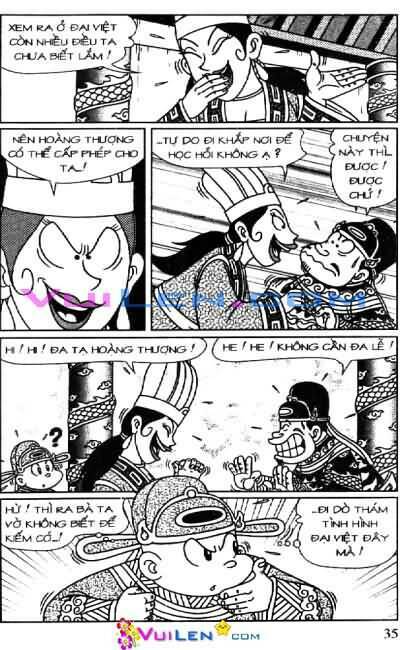 XEM RA Ở ĐẠI VIỆT
CÒN NHIỀU ĐIỀU TA
CHƯA BIẾT LẮM!
NÊN HOÀNG THƯỢNG
CÓ THỂ CẤP PHÉP CHO
TA...!
...TỰ DO ĐI KHẮP NƠI ĐỂ
HỌC HỎI KHÔNG Ạ?
CHUYỆN
NÀY THÌ...
ĐƯỢC!
ĐƯỢC
CHỨ!
VUILEN.COM
HI! HI! ĐA TẠ HOÀNG THƯỢNG!
HE! HE! KHÔNG CẦN ĐA LỄ!
?
HỪ! THÌ RA BÀ TA
VỜ KHÔNG BIẾT ĐỂ
KIẾM CỚ...!
...ĐI DÒ THÁM
TÌNH HÌNH
ĐẠI VIỆT ĐÂY
MÀ!
35
VUILEN.COM